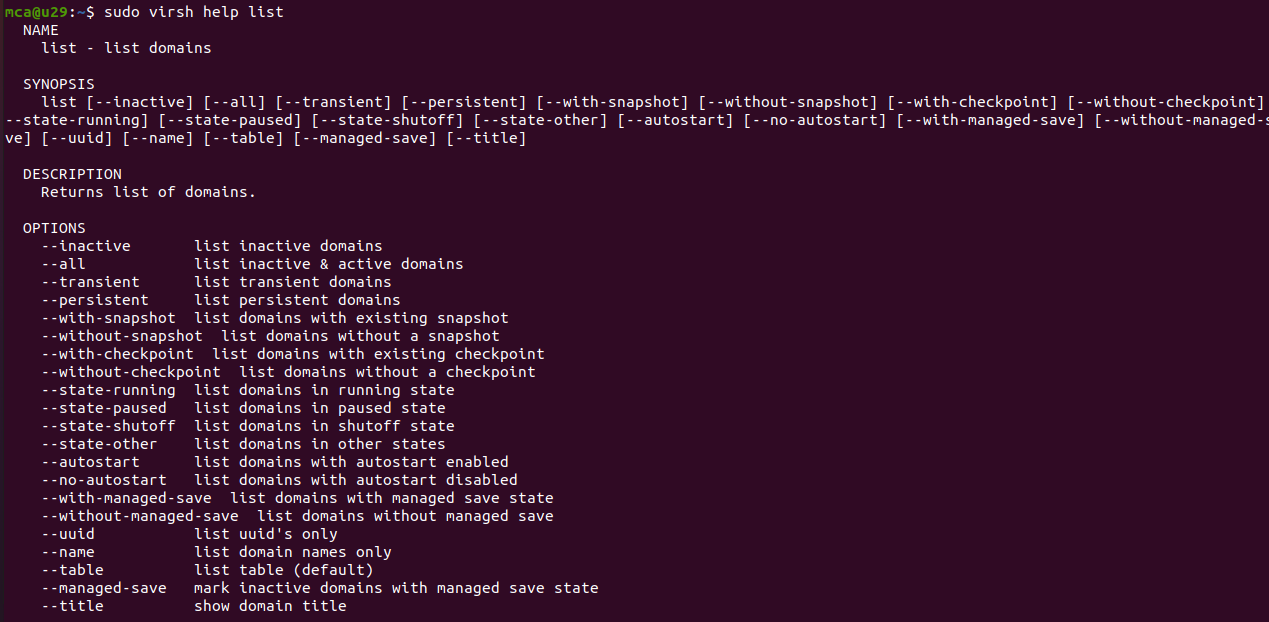 mca@u29:~$ sudo virsh help list
  NAME
    list - list domains

  SYNOPSIS
    list [--inactive] [--all] [--transient] [--persistent] [--with-snapshot] [--without-snapshot] [--with-checkpoint] [--without-checkpoint]
--state-running] [--state-paused] [--state-shutoff] [--state-other] [--autostart] [--no-autostart] [--with-managed-save] [--without-managed-s
ve] [--uuid] [--name] [--table] [--managed-save] [--title]

  DESCRIPTION
    Returns list of domains.

  OPTIONS
    --inactive       list inactive domains
    --all            list inactive & active domains
    --transient      list transient domains
    --persistent     list persistent domains
    --with-snapshot  list domains with existing snapshot
    --without-snapshot  list domains without a snapshot
    --with-checkpoint  list domains with existing checkpoint
    --without-checkpoint  list domains without a checkpoint
    --state-running  list domains in running state
    --state-paused   list domains in paused state
    --state-shutoff  list domains in shutoff state
    --state-other    list domains in other states
    --autostart      list domains with autostart enabled
    --no-autostart   list domains with autostart disabled
    --with-managed-save  list domains with managed save state
    --without-managed-save  list domains without managed save
    --uuid           list uuid's only
    --name           list domain names only
    --table          list table (default)
    --managed-save   mark inactive domains with managed save state
    --title          show domain title